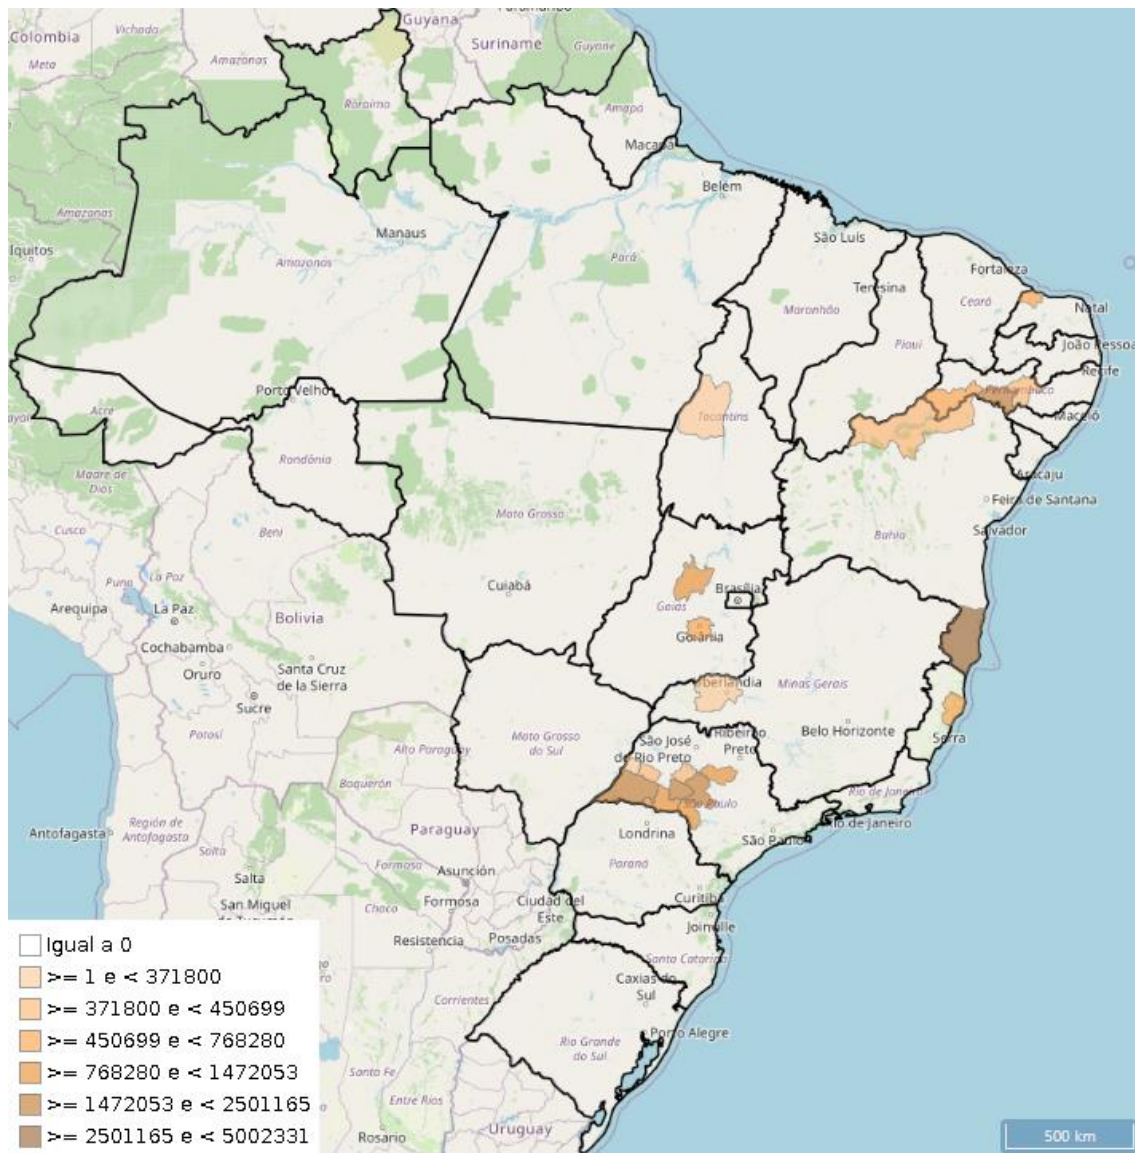 Paramaribo
Guyana
Colombia
Vichada
Suriname
Guyane
Meta
Amazonas
Roraima
Amapá
Macapá
Belém
Amazonas
Manaus
São Luís
Iquitos
Amazonas
Pará
Fortaleza
Teresina
Ceará
Maranhão
Natal
Piauí
João Pessoa
Recife
Porto Velho
Pernambuco
Acre
Tocantins
Maceió
Rondônia
Aracaju
Madre de
Dios
Feira de Santana
Mato Grosso
Salvador
Cusco
Beni
Bahia
Puno
La Paz
Cuiabá
Brasília
Arequipa
La Paz
Goiás
Bolivia
Goiânia
Cochabamba
Oruro
Santa Cruz
de la Sierra
Uberlândia
Minas Gerais
Sucre
Potosí
Alto Paraguay
Mato Grosso
do Sul
São José
do Rio Preto
Ribeirão
Preto
Belo Horizonte
Serra
Boquerón
Rio de Janeiro
São Paulo
Antofagasta
Región de
Antofagasta
Paraguay
Londrina
São Paulo
Rio de Janeiro
Salta
Paraná
Formosa
Asunción
Salta
San Miguel
de Tucumán
Chaco
Formosa
Ciudad del
Este
Curitiba
Resistencia
Posadas
Joinville
Santa Catarina
Caxias do
Sul
Corrientes
Porto Alegre
Rio Grande
do Sul
Santa Fe
Entre Ríos
Rosario
Uruguay
Igual a 0
>= 1 e < 371800
>= 371800 e < 450699
>= 450699 e < 768280
>= 768280 e < 1472053
>= 1472053 e < 2501165
>= 2501165 e < 5002331
500 km